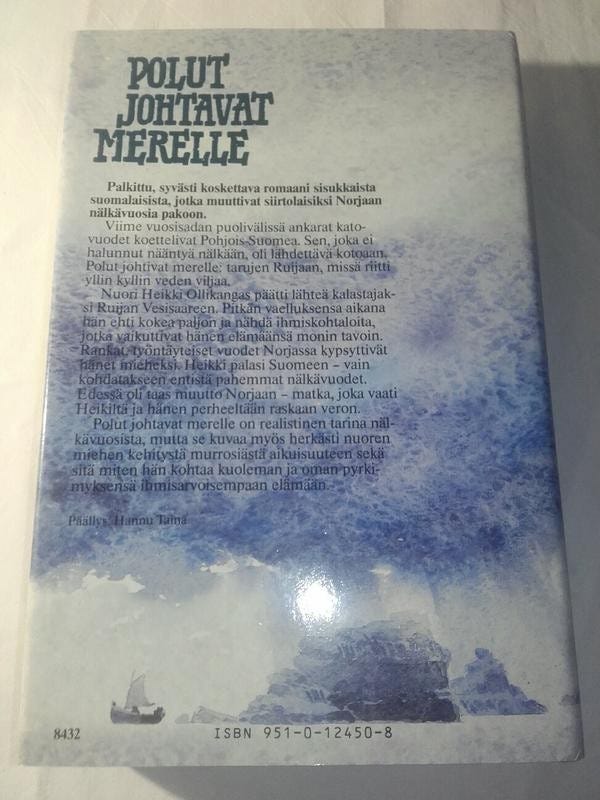 POLUT
JOHTAVAT
MERELLE
Palkittu, syvästi koskettava romaani sisukkaista
suomalaisista, jotka muuttivat siirtolaisiksi Norjaan
nälkävuosia pakoon.
Viime vuosisadan puolivälissä ankarat kato-
vuodet koettelivat Pohjois-Suomea. Sen, joka ei
halunnut nääntyä nälkään, oli lähdettävä kotoaan.
Polut johtivat merelle: tarujen Ruijaan, missä riitti
yllin kyllin veden viljaa.
Nuori Heikki Ollikangas päätti lähteä kalastajak-
si Ruijan Vesisaareen. Pitkän vaelluksensa aikana
hän ehti kokea paljon ja nähdä ihmiskohtaloita,
jotka vaikuttivat hänen elämäänsä monin tavoin.
Rankat, työntäyteiset vuodet Norjassa kypsyttivät
hänet mieheksi. Heikki palasi Suomeen – vain
kohdatakseen entistä pahemmat nälkävuodet.
Edessä oli taas muutto Norjaan – matka, joka vaati
Heikiltä ja hänen perheeltään raskaan veron.
Polut johtavat merelle on realistinen tarina näl-
kävuosista, mutta se kuvaa myös herkästi nuoren
miehen kehitystä murrosiästä aikuisuuteen sekä
sitä miten hän kohtaa kuoleman ja oman pyrki-
myksensä ihmisarvoisempaan elämään.
Päällys: Hannu Taina
8432
ISBN 951-0-12450-8